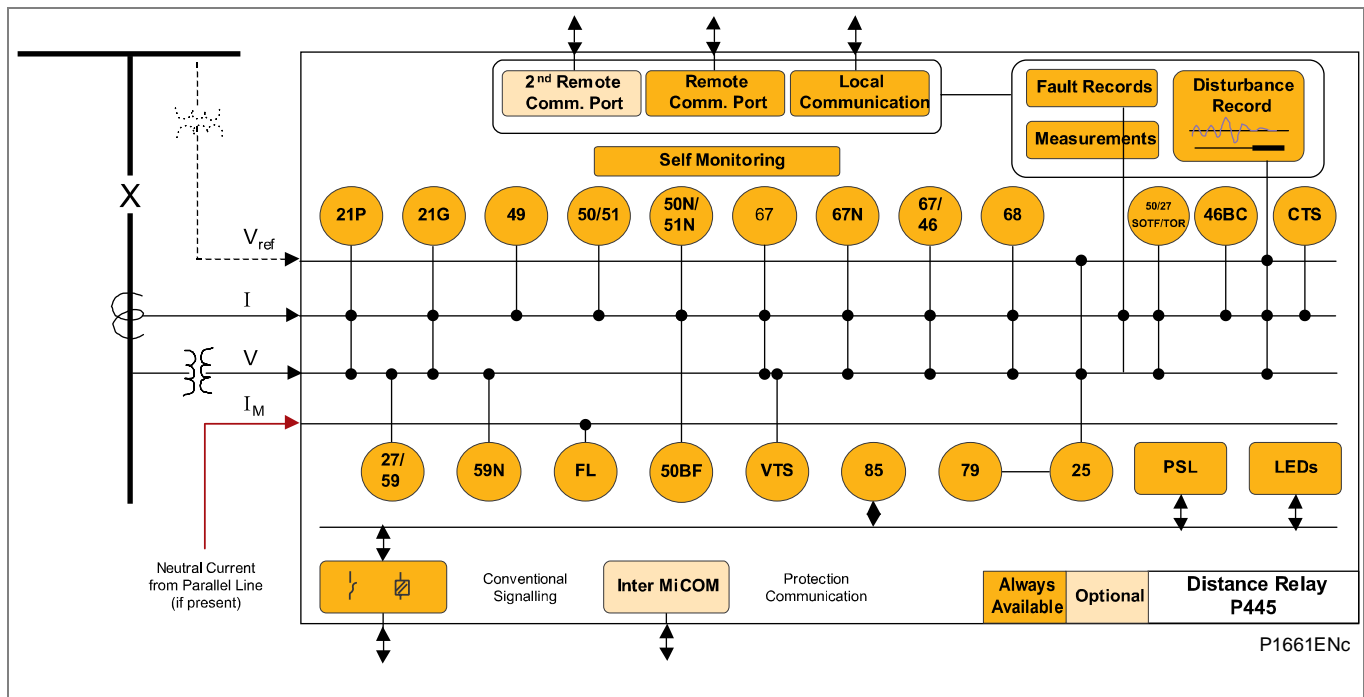 2nd Remote
Comm. Port
Remote
Comm. Port
Local
Communication
Fault Records
Measurements
Disturbance
Record
Self Monitoring
X
21P
21G
49
50/51
50N/
51N
67
67N
67/
46
68
50/27
SOTF/TOR
46BC
CTS
Vref
I
V
IM
27/
59
59N
FL
50BF
VTS
85
79
25
PSL
LEDs
Neutral Current
from Parallel Line
(if present)
Conventional
Signalling
Inter MiCOM
Protection
Communication
Always
Available
Optional
Distance Relay
P445
P1661ENc